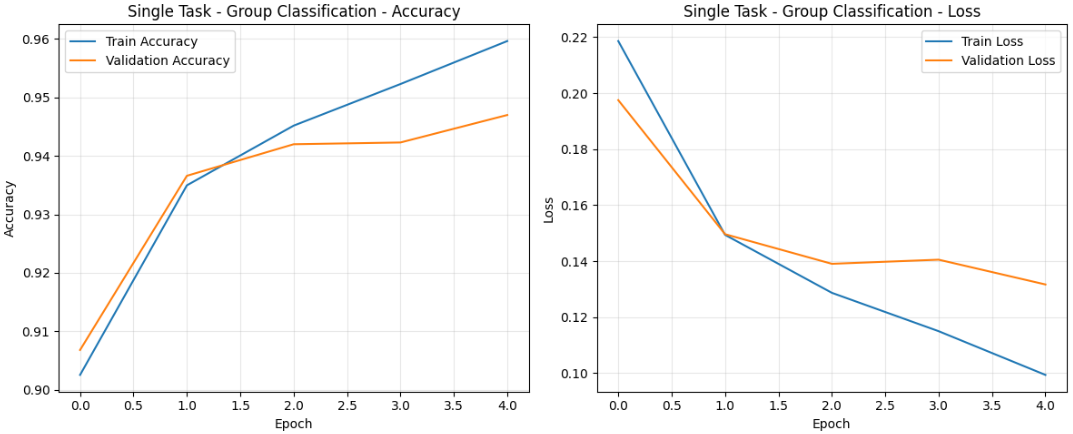 Single Task - Group Classification - Accuracy
Train Accuracy
Validation Accuracy
0.96
0.95
0.94
0.93
0.92
0.91
0.90
Accuracy
0.0 0.5 1.0 1.5 2.0 2.5 3.0 3.5 4.0
Epoch
Single Task - Group Classification - Loss
Train Loss
Validation Loss
0.22
0.20
0.18
0.16
0.14
0.12
0.10
Loss
0.0 0.5 1.0 1.5 2.0 2.5 3.0 3.5 4.0
Epoch